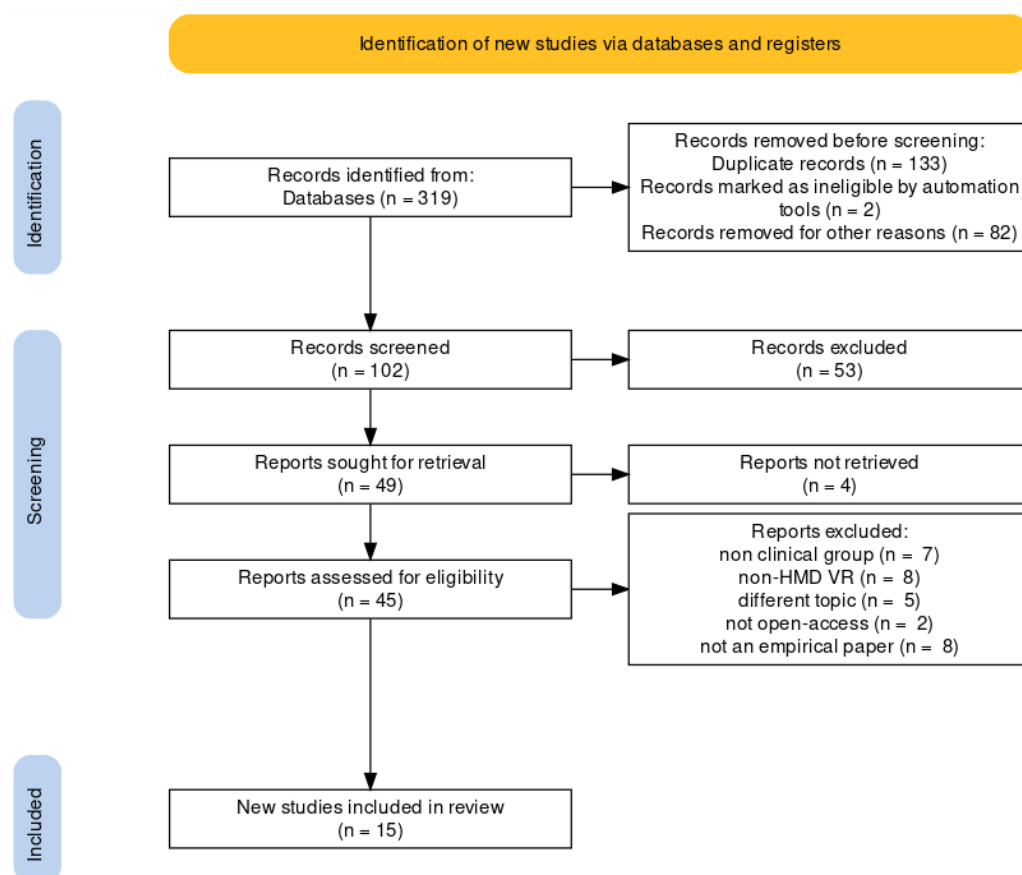 Identification of new studies via databases and registers
Identification
Records identified from:
Databases (n = 319)
Records removed before screening:
Duplicate records (n = 133)
Records marked as ineligible by automation
tools (n = 2)
Records removed for other reasons (n = 82)
Screening
Records screened
(n = 102)
Records excluded
(n = 53)
Reports sought for retrieval
(n = 49)
Reports not retrieved
(n = 4)
Reports assessed for eligibility
(n = 45)
Reports excluded:
non clinical group (n = 7)
non-HMD VR (n = 8)
different topic (n = 5)
not open-access (n = 2)
not an empirical paper (n = 8)
Included
New studies included in review
(n = 15)